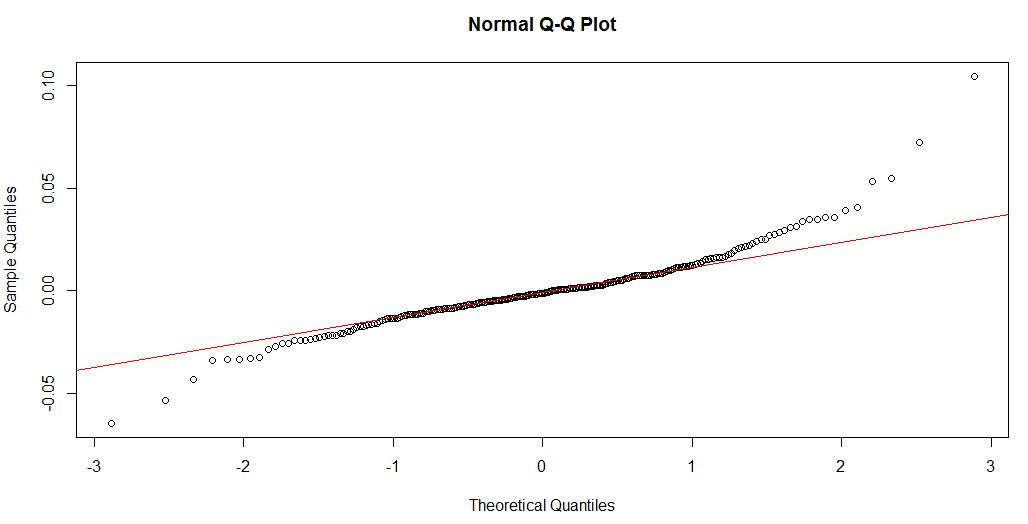 Normal Q-Q Plot
Sample Quantiles
0.10
0.05
0.00
-0.05
-3 -2 -1 0 1 2 3
Theoretical Quantiles